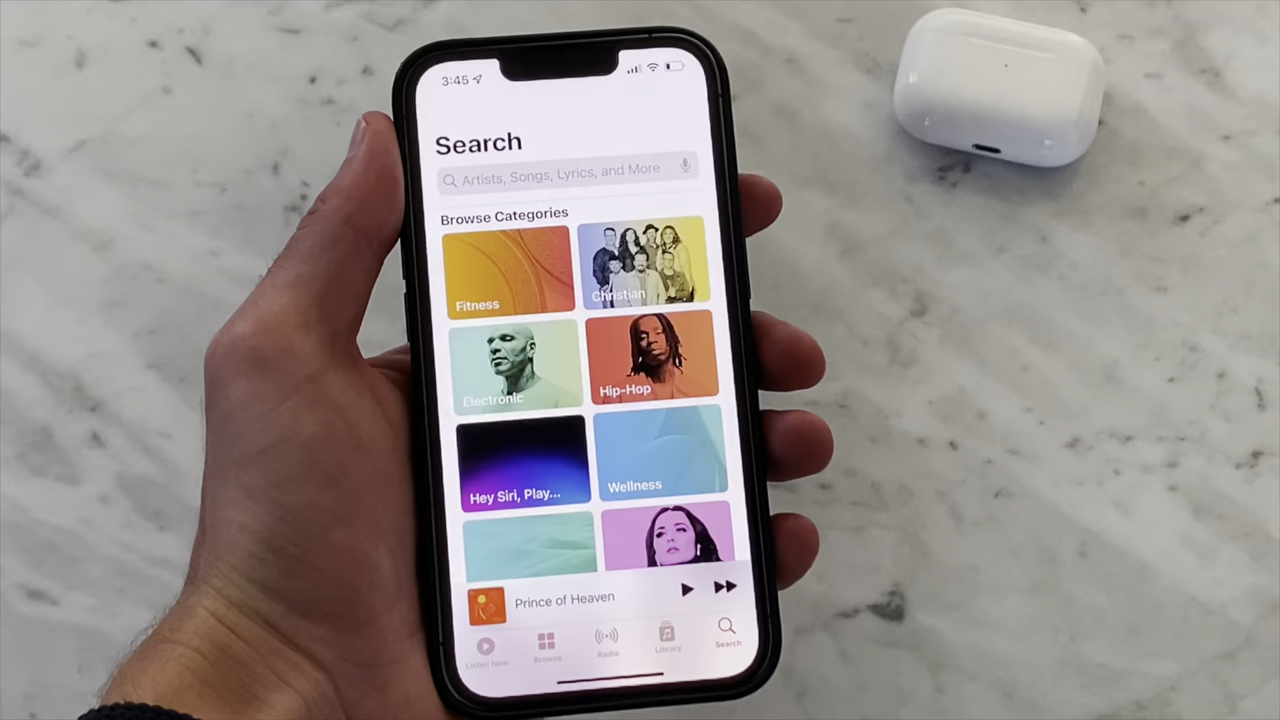 3:45
Search
Artists, Songs, Lyrics, and More
Browse Categories
Fitness
Christian
Electronic
Hip-Hop
Hey Siri, Play...
Wellness
Prince of Heaven
Listen Now
Browse
Radio
Library
Search